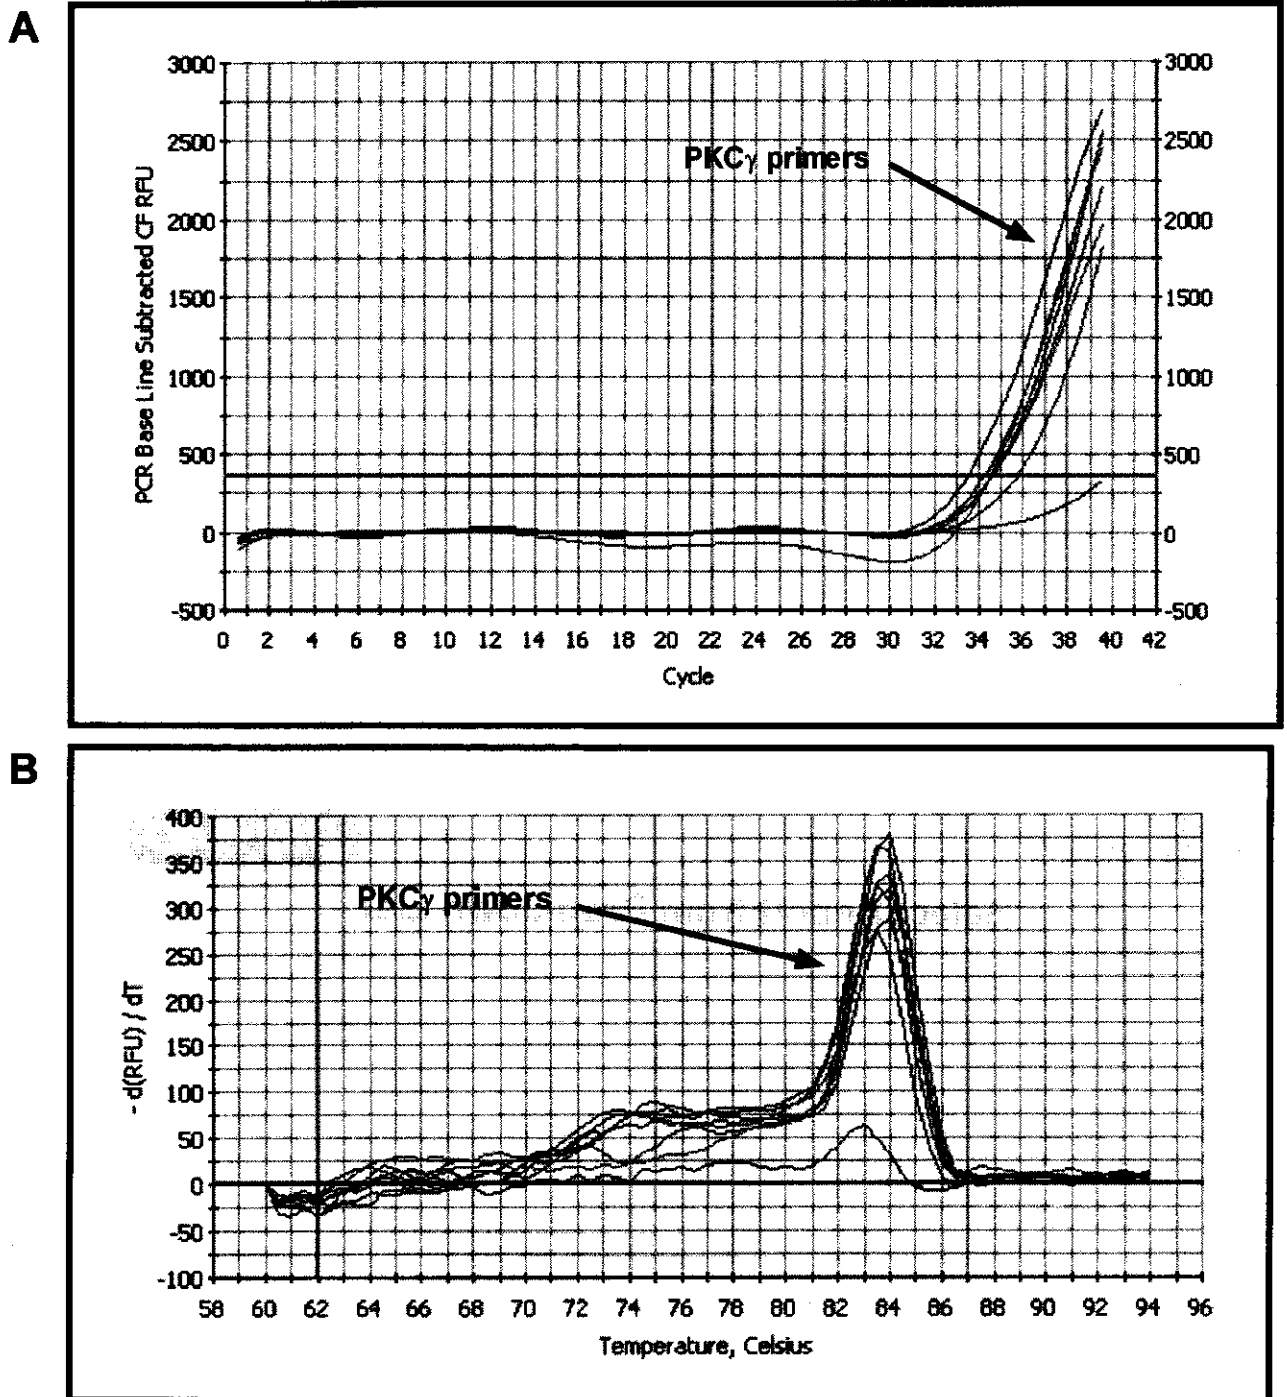 A
3000
2500
2000
1500
1000
500
0
-500
3000
2500
2000
1500
1000
500
0
-500
PCR Base Line Subtracted CF RFU
PKCγ primers
0 2 4 6 8 10 12 14 16 18 20 22 24 26 28 30 32 34 36 38 40 42
Cycle
B
400
350
300
250
200
150
100
50
0
-50
-100
- d(RFU) / dT
PKCγ primers
58 60 62 64 66 68 70 72 74 76 78 80 82 84 86 88 90 92 94 96
Temperature, Celsius